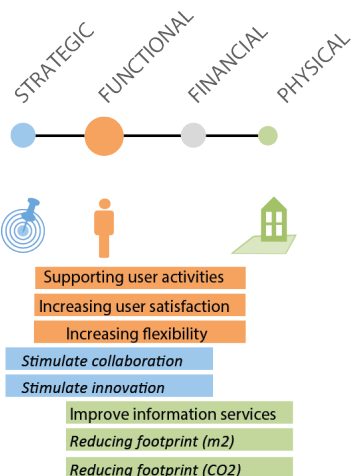 STRATEGIC
FUNCTIONAL
FINANCIAL
PHYSICAL
Supporting user activities
Increasing user satisfaction
Increasing flexibility
Stimulate collaboration
Stimulate innovation
Improve information services
Reducing footprint (m2)
Reducing footprint (CO2)